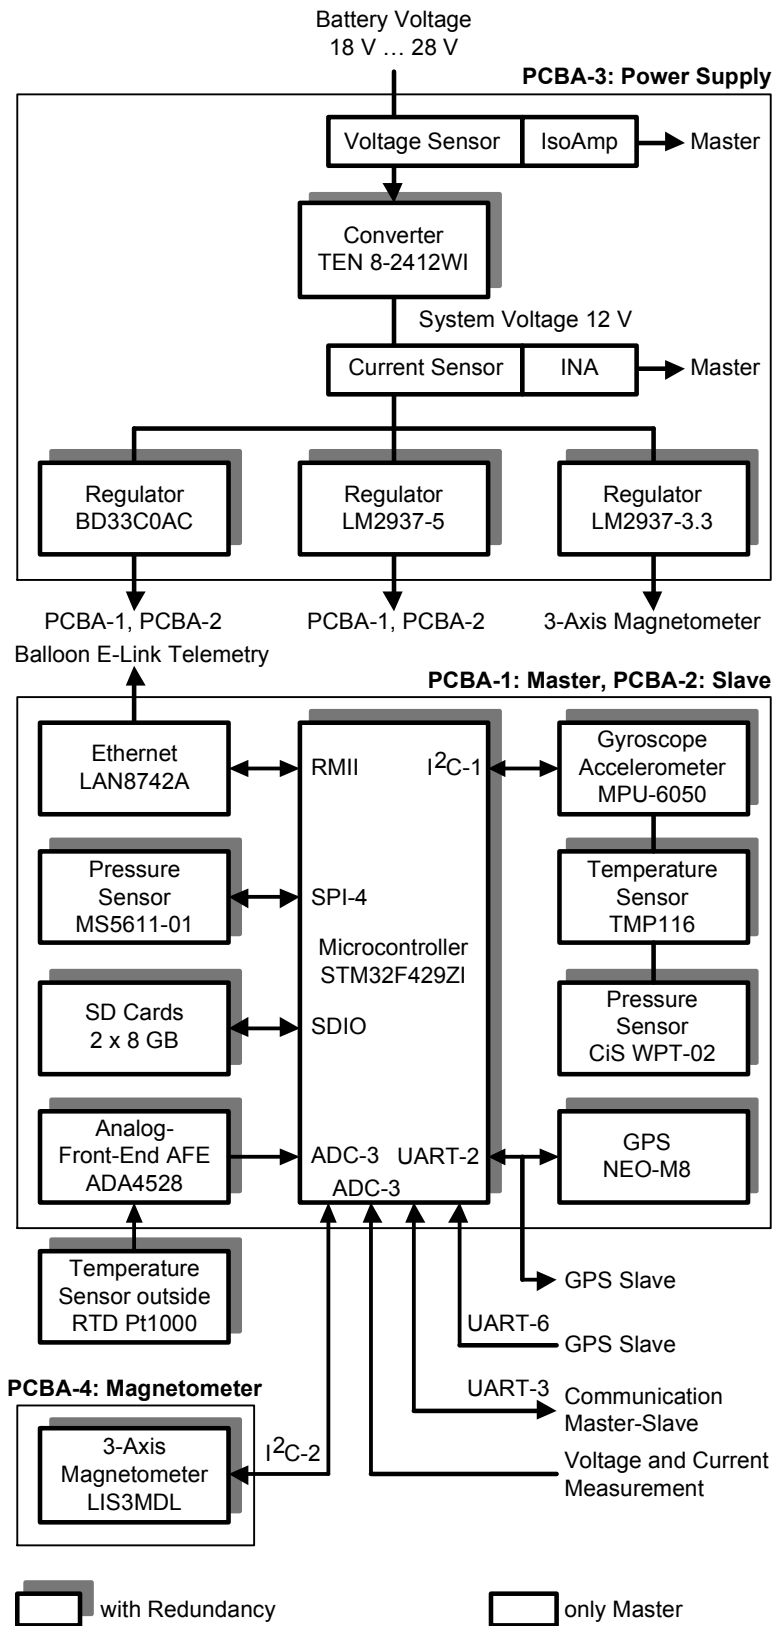 Battery Voltage
18 V … 28 V
PCBA-3: Power Supply
Voltage Sensor
IsoAmp
Master
Converter
TEN 8-2412WI
System Voltage 12 V
Current Sensor
INA
Master
Regulator
BD33C0AC
Regulator
LM2937-5
Regulator
LM2937-3.3
PCBA-1, PCBA-2
PCBA-1, PCBA-2
3-Axis Magnetometer
Balloon E-Link Telemetry
PCBA-1: Master, PCBA-2: Slave
Ethernet
LAN8742A
RMII
I²C-1
Gyroscope
Accelerometer
MPU-6050
Pressure
Sensor
MS5611-01
SPI-4
Temperature
Sensor
TMP116
Microcontroller
STM32F429ZI
SD Cards
2 x 8 GB
SDIO
Pressure
Sensor
CiS WPT-02
Analog-
Front-End AFE
ADA4528
ADC-3
UART-2
ADC-3
GPS
NEO-M8
Temperature
Sensor outside
RTD Pt1000
GPS Slave
UART-6
GPS Slave
PCBA-4: Magnetometer
UART-3
Communication
Master-Slave
3-Axis
Magnetometer
LIS3MDL
I²C-2
Voltage and Current
Measurement
with Redundancy
only Master